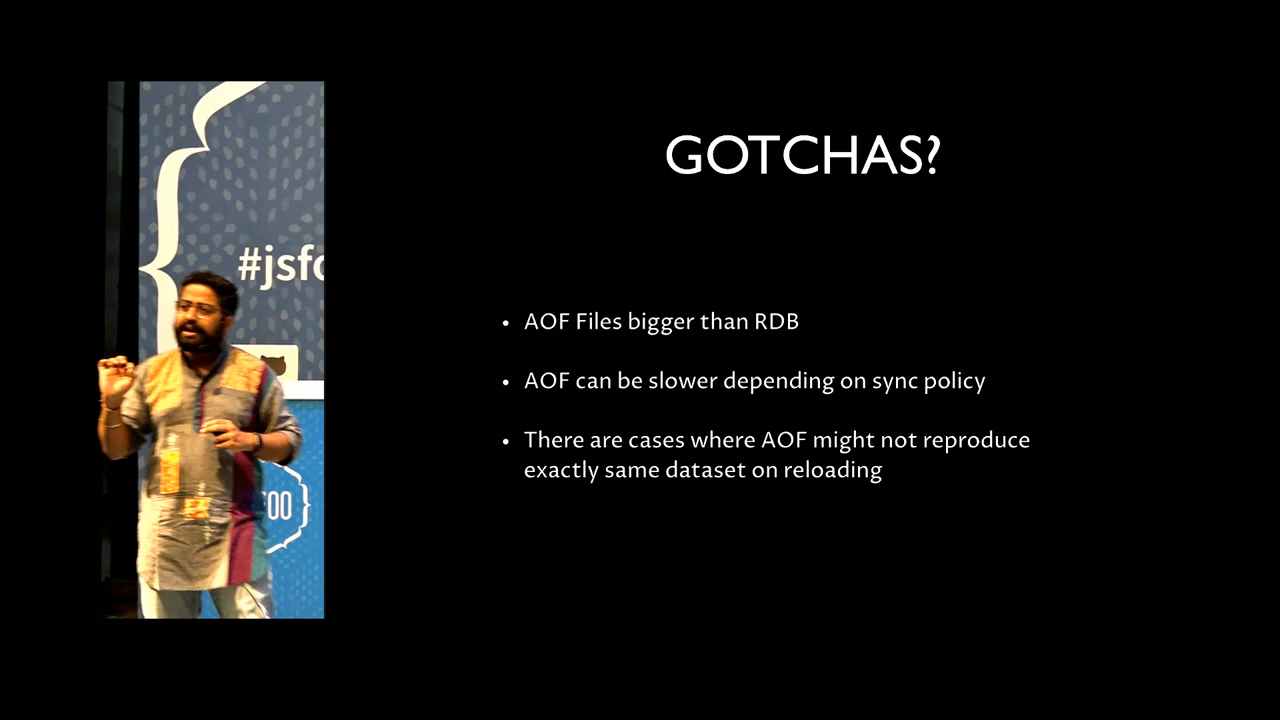 GOTCHAS?
#jsfo
• AOF Files bigger than RDB
• AOF can be slower depending on sync policy
• There are cases where AOF might not reproduce
exactly same dataset on reloading